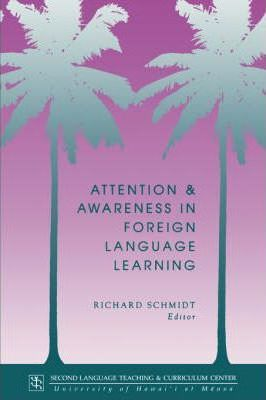 ATTENTION &
AWARENESS IN
FOREIGN
LANGUAGE
LEARNING
RICHARD SCHMIDT
Editor
SECOND LANGUAGE TEACHING & CURRICULUM CENTER
University of Hawai‘i at Mānoa